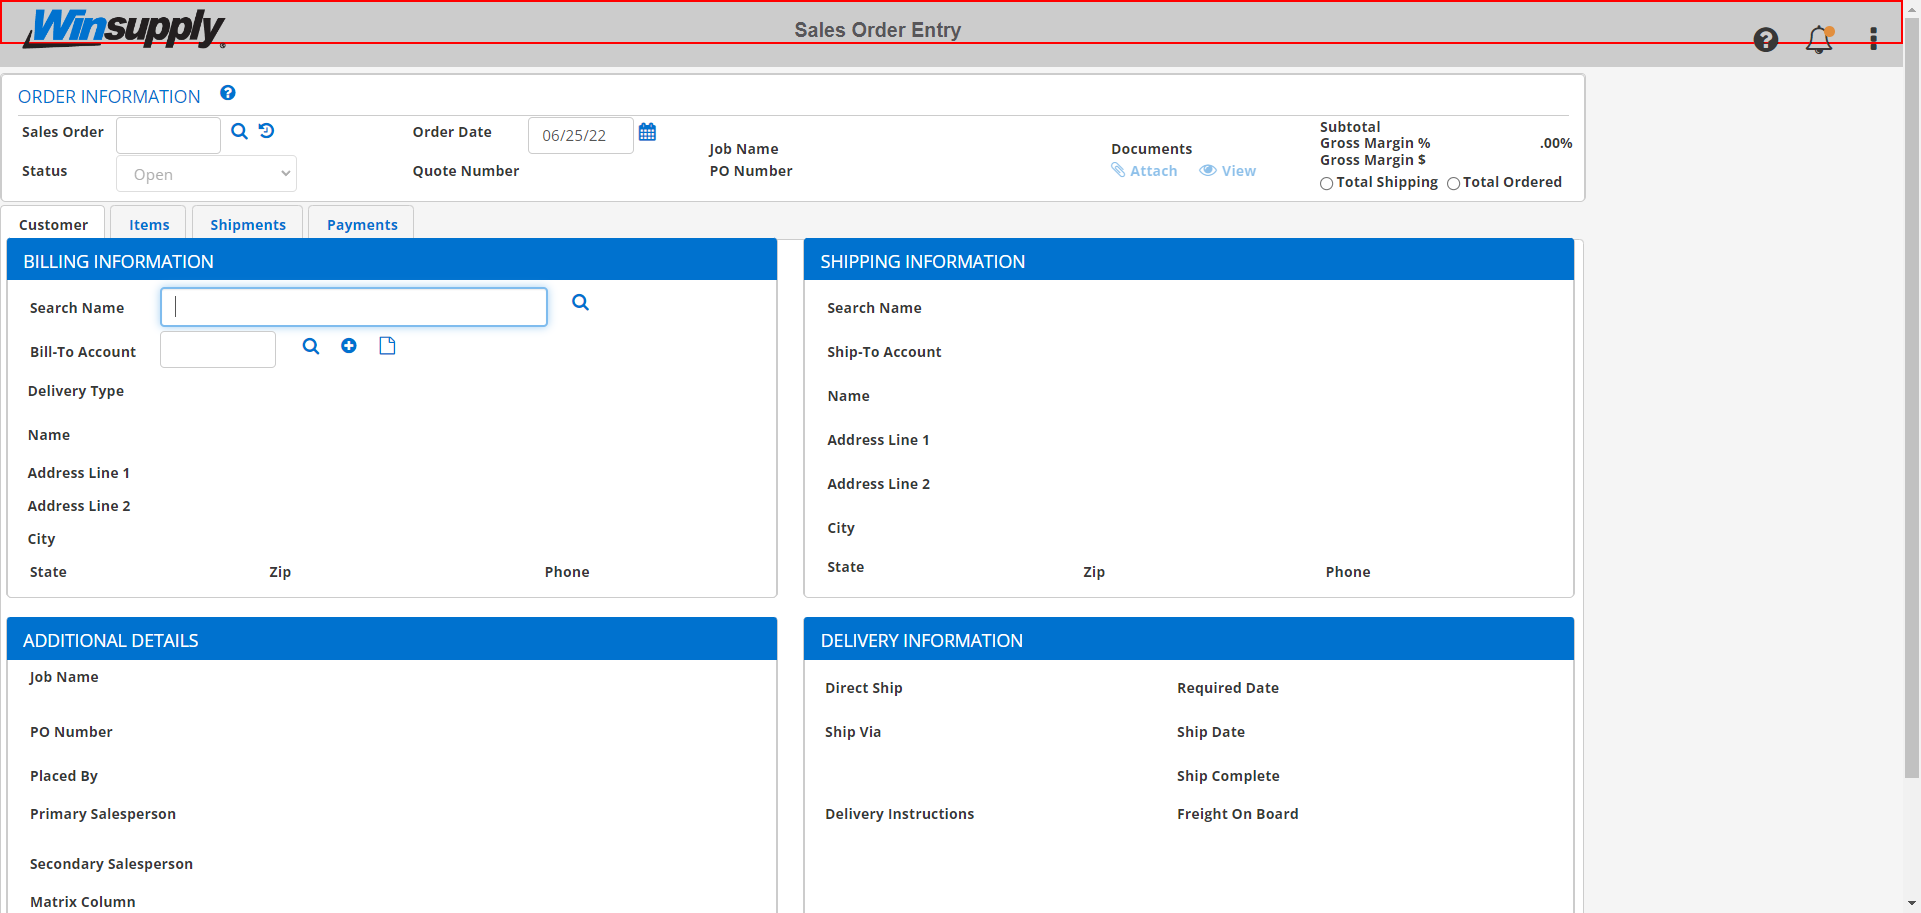 Winsupply
Sales Order Entry
ORDER INFORMATION
Sales Order
Order Date
06/25/22
Job Name
Documents
Subtotal
Gross Margin %
.00%
Gross Margin $
Status
Open
Quote Number
PO Number
Attach
View
Total Shipping
Total Ordered
Customer
Items
Shipments
Payments
BILLING INFORMATION
Search Name
Bill-To Account
Delivery Type
Name
Address Line 1
Address Line 2
City
State
Zip
Phone
SHIPPING INFORMATION
Search Name
Ship-To Account
Name
Address Line 1
Address Line 2
City
State
Zip
Phone
ADDITIONAL DETAILS
Job Name
PO Number
Placed By
Primary Salesperson
Secondary Salesperson
Matrix Column
DELIVERY INFORMATION
Direct Ship
Required Date
Ship Via
Ship Date
Ship Complete
Delivery Instructions
Freight On Board